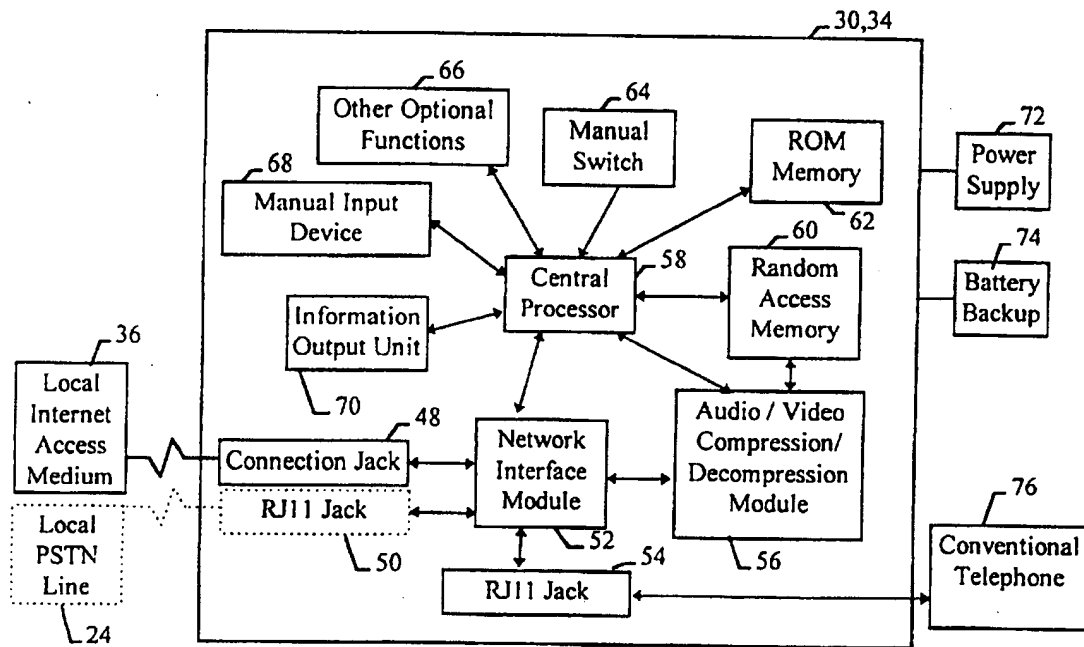 30,34
66
Other Optional
Functions
64
Manual
Switch
ROM
Memory
62
72
Power
Supply
68
Manual Input
Device
60
Random
Access
Memory
74
Battery
Backup
Central
Processor
58
Information
Output Unit
70
36
Local
Internet
Access
Medium
48
Connection Jack
Network
Interface
Module
52
Audio / Video
Compression/
Decompression
Module
56
RJ11 Jack
50
Local
PSTN
Line
24
54
RJ11 Jack
76
Conventional
Telephone